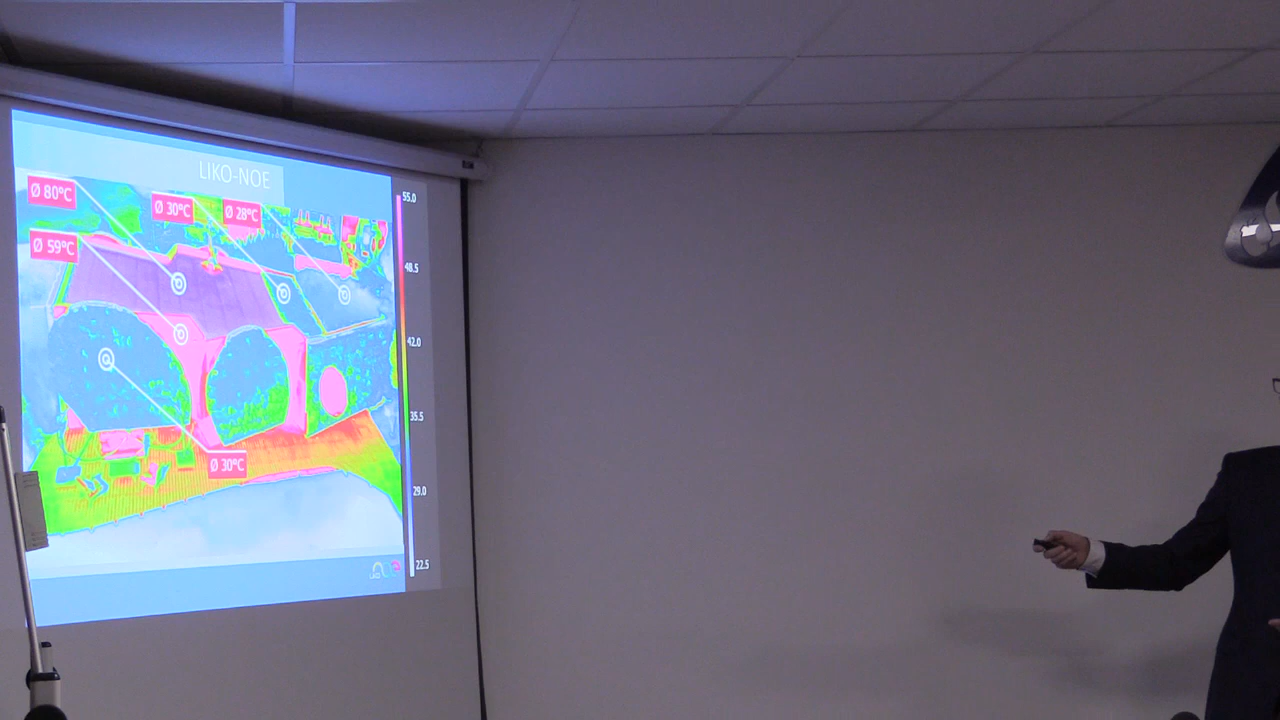 LIKO-NOE
Ø 80°C
Ø 30°C
Ø 28°C
Ø 59°C
Ø 30°C
55.0
48.5
42.0
35.5
29.0
22.5